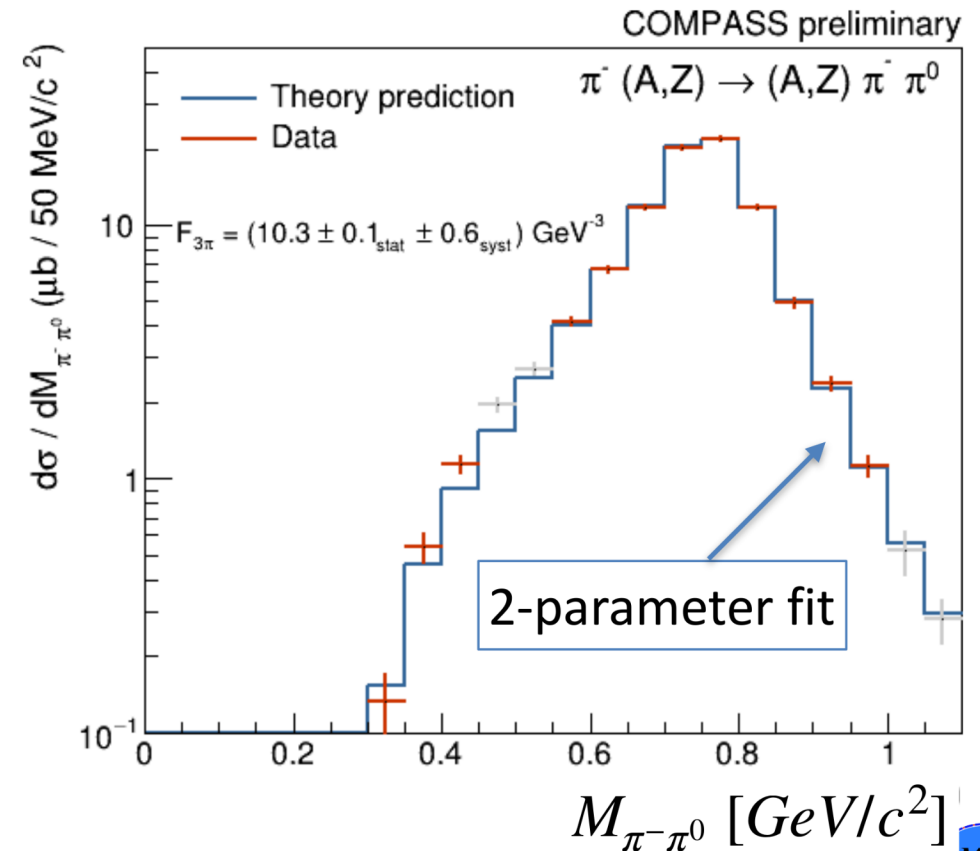 COMPASS preliminary
π⁻ (A,Z) → (A,Z) π⁻ π⁰
Theory prediction
Data
F₃π = (10.3 ± 0.1stat ± 0.6syst) GeV⁻³
2-parameter fit
dσ / dMπ⁻π⁰ (μb / 50 MeV/c²)
10
1
10⁻¹
0 0.2 0.4 0.6 0.8 1
Mπ⁻π⁰ [GeV/c²]